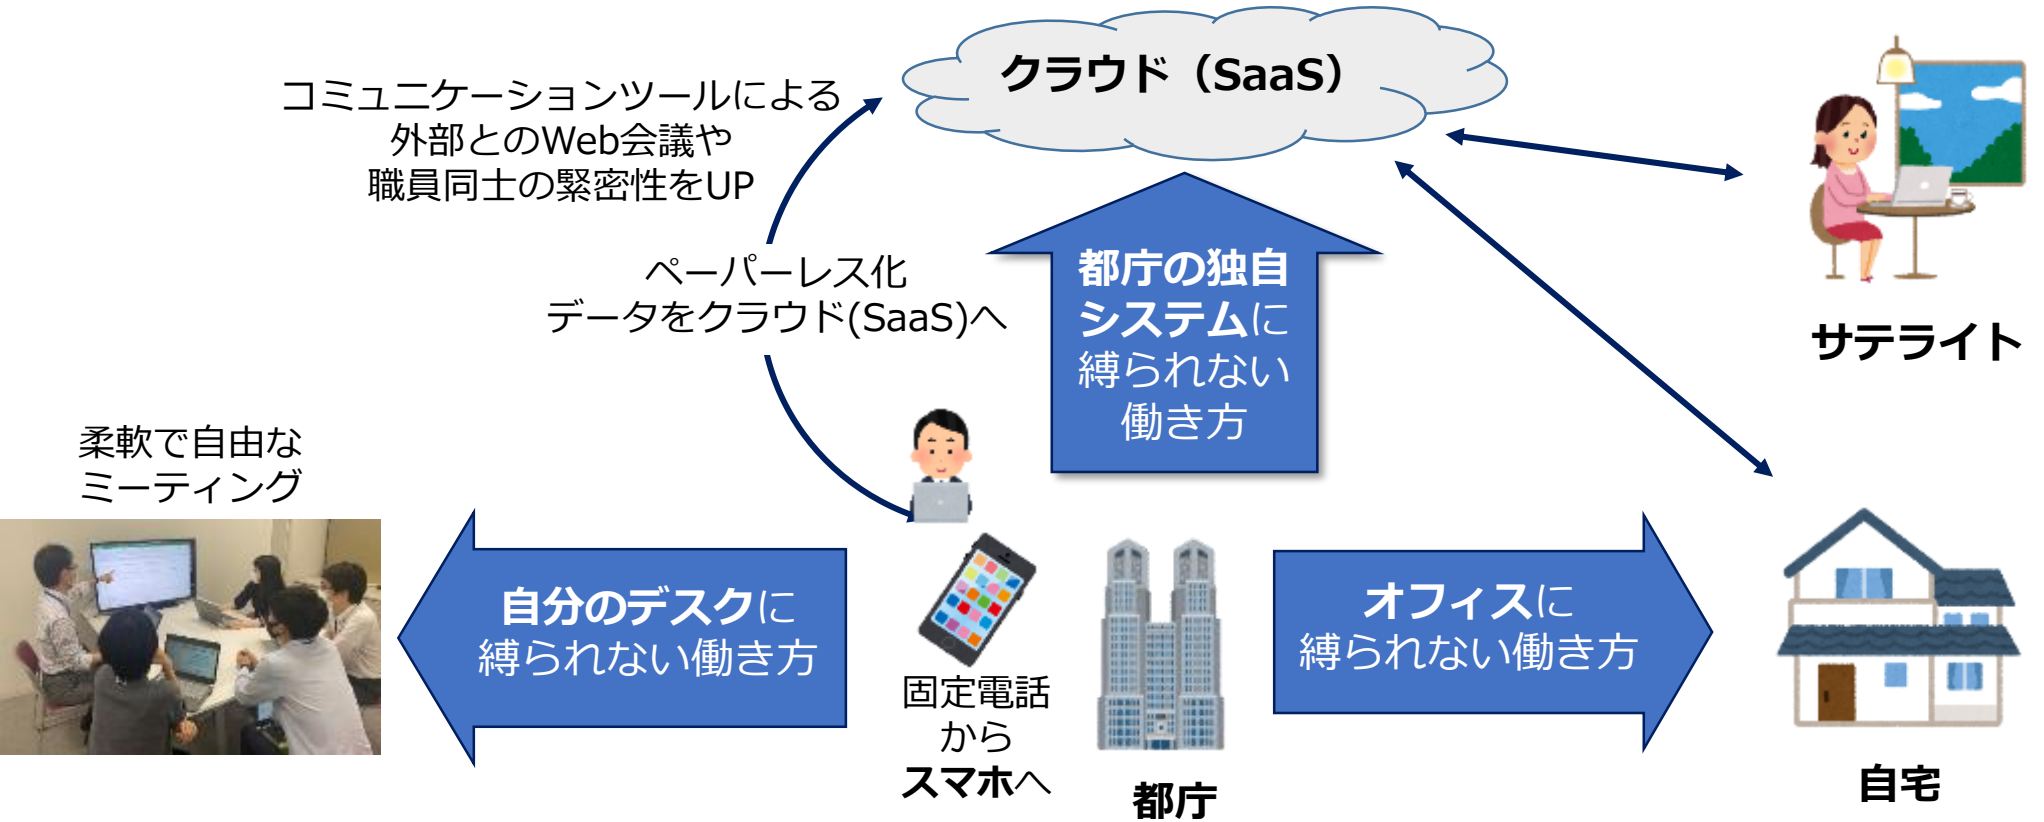 クラウド（SaaS）
コミュニケーションツールによる
外部とのWeb会議や
職員同士の緊密性をUP
ペーパーレス化
データをクラウド(SaaS)へ
都庁の独自
システムに
縛られない
働き方
サテライト
柔軟で自由な
ミーティング
自分のデスクに
縛られない働き方
固定電話
から
スマホへ
都庁
オフィスに
縛られない働き方
自宅